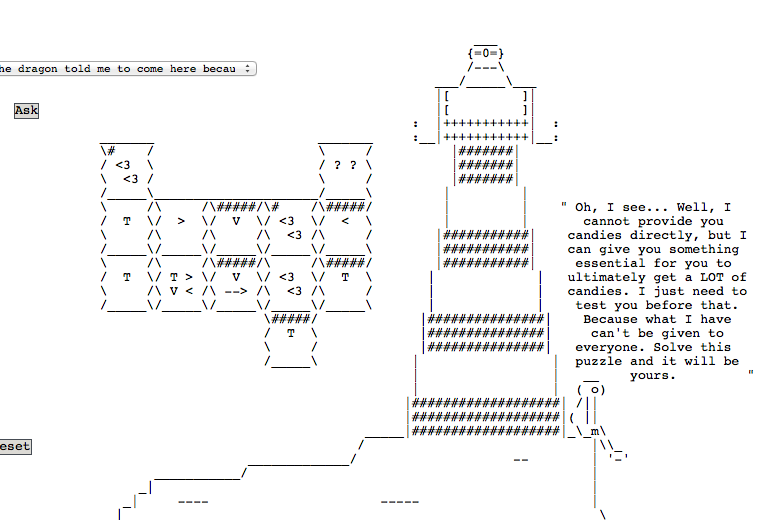 he dragon told me to come here becau
Ask
eset
<3
<3
? ?
T > V <3 <
<3
T T > V <3 T
V < --> <3
T
{=0=}
" Oh, I see... Well, I
cannot provide you
candies directly, but I
can give you something
essential for you to
ultimately get a LOT of
candies. I just need to
test you before that.
Because what I have
can't be given to
everyone. Solve this
puzzle and it will be
yours. "
( o)
m